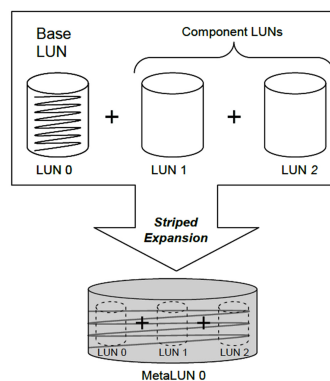 Component LUNs
Base
LUN
+
+
LUN 0
LUN 1
LUN 2
Striped
Expansion
+
+
LUN 0
LUN 1
LUN 2
MetaLUN 0